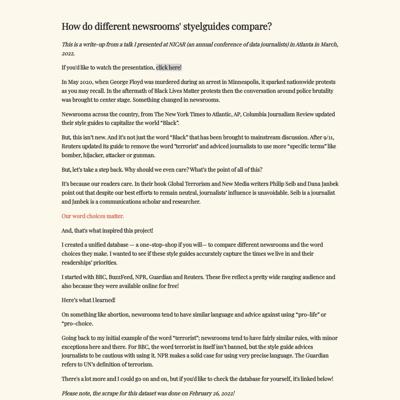 How do different newsrooms' styelguides compare?
This is a write-up from a talk I presented at NICAR (an annual conference of data journalists) in Atlanta in March,
2022.
If you'd like to watch the presentation, click here!
In May 2020, when George Floyd was murdered during an arrest in Minneapolis, it sparked nationwide protests
as you may recall. In the aftermath of Black Lives Matter protests then the conversation around police brutality
was brought to center stage. Something changed in newsrooms.
Newsrooms across the country, from The New York Times to Atlantic, AP, Columbia Journalism Review updated
their style guides to capitalize the world "Black".
But, this isn't new. And it's not just the word "Black" that has been brought to mainstream discussion. After 9/11,
Reuters updated its guide to remove the word "terrorist" and adviced journalists to use more "specific terms" like
bomber, hijacker, attacker or gunman.
But, let's take a step back. Why should we even care? What's the point of all of this?
It's because our readers care. In their book Global Terrorism and New Media writers Philip Seib and Dana Janbek
point out that despite our best efforts to remain neutral, journalists' influence is unavoidable. Seib is a journalist
and Janbek is a communications scholar and researcher.
Our word choices matter.
And, that's what inspired this project!
I created a unified database — a one-stop-shop if you will— to compare different newsrooms and the word
choices they make. I wanted to see if these style guides accurately capture the times we live in and their
readerships' priorities.
I started with BBC, BuzzFeed, NPR, Guardian and Reuters. These five reflect a pretty wide ranging audience and
also because they were available online for free!
Here's what I learned!
On something like abortion, newsrooms tend to have similar language and advice against using "pro-life" or
"pro-choice.
Going back to my initial example of the word "terrorist"; newsrooms tend to have fairly similar rules, with minor
exceptions here and there. For BBC, the word terrorist in itself isn't banned, but the style guide advices
journalists to be cautious with using it. NPR makes a solid case for using very precise language. The Guardian
refers to UN's definition of terrorism.
There's a lot more and I could go on and on, but if you'd like to check the database for yourself, it's linked below!
Please note, the scrape for this dataset was done on February 26, 2022!